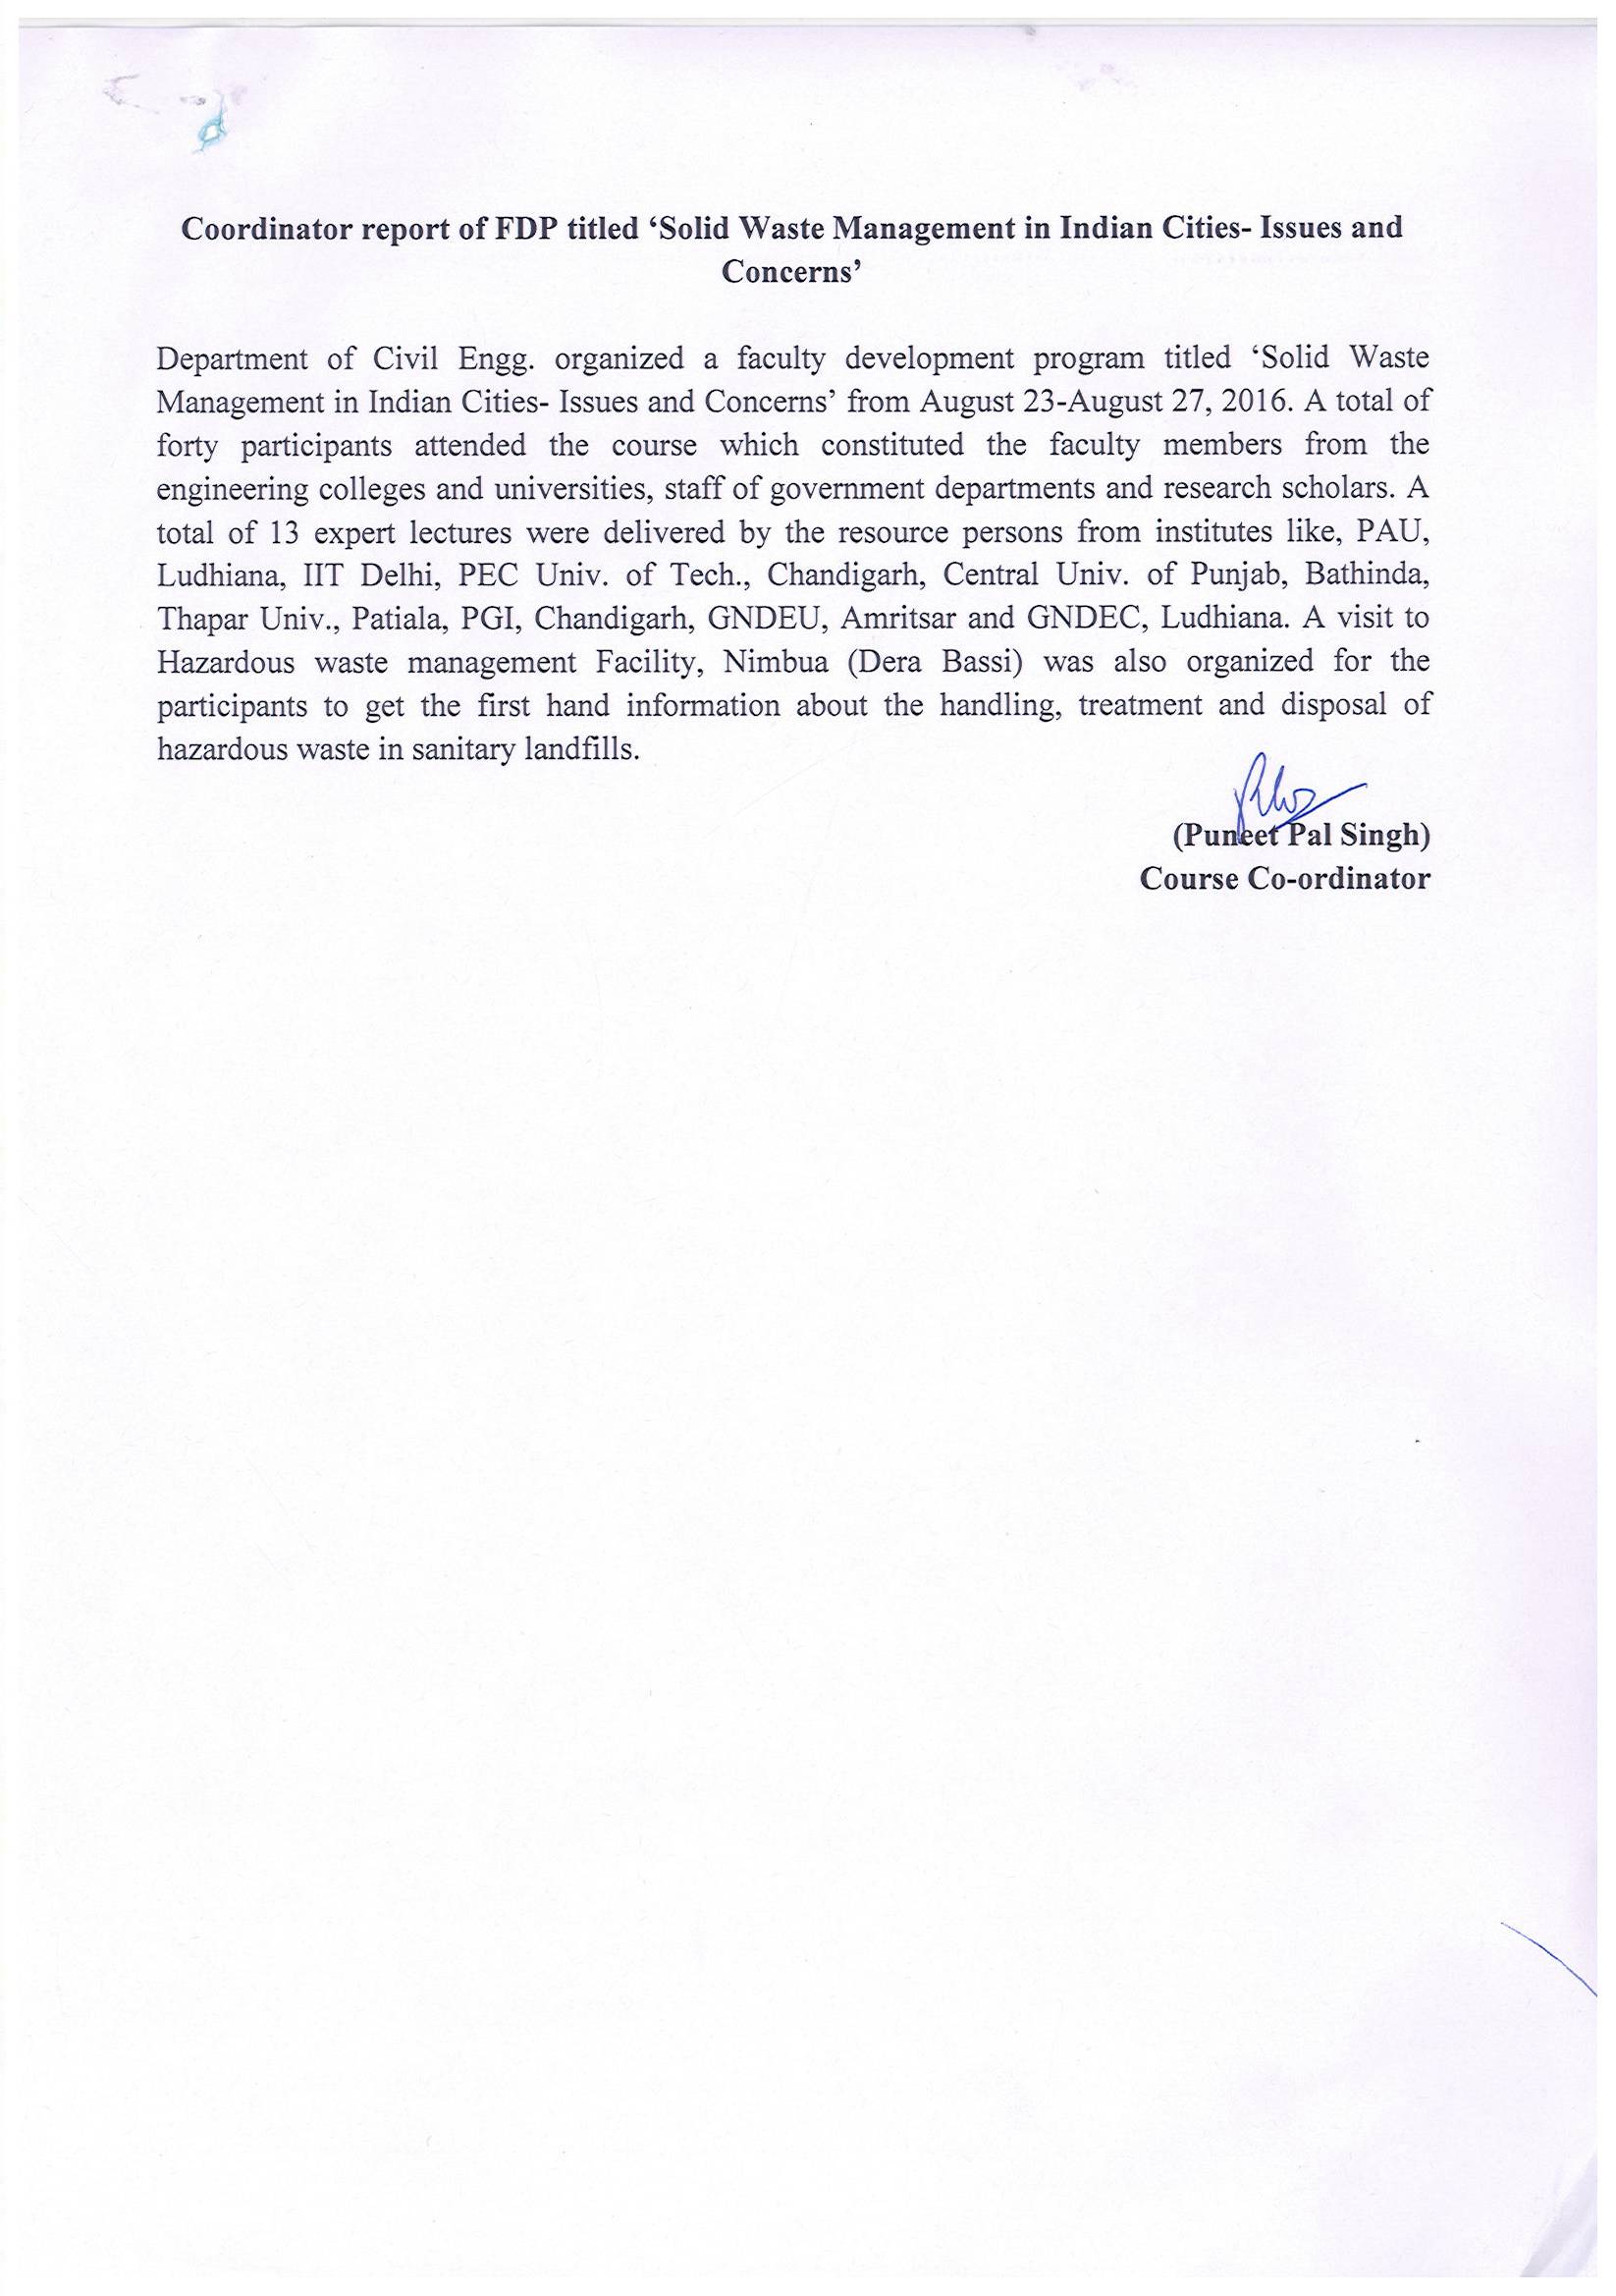 Coordinator report of FDP titled ‘Solid Waste Management in Indian Cities- Issues and
Concerns’
Department of Civil Engg. organized a faculty development program titled ‘Solid Waste
Management in Indian Cities- Issues and Concerns’ from August 23-August 27, 2016. A total of
forty participants attended the course which constituted the faculty members from the
engineering colleges and universities, staff of government departments and research scholars. A
total of 13 expert lectures were delivered by the resource persons from institutes like, PAU,
Ludhiana, IIT Delhi, PEC Univ. of Tech., Chandigarh, Central Univ. of Punjab, Bathinda,
Thapar Univ., Patiala, PGI, Chandigarh, GNDEU, Amritsar and GNDEC, Ludhiana. A visit to
Hazardous waste management Facility, Nimbua (Dera Bassi) was also organized for the
participants to get the first hand information about the handling, treatment and disposal of
hazardous waste in sanitary landfills.
(Puneet Pal Singh)
Course Co-ordinator